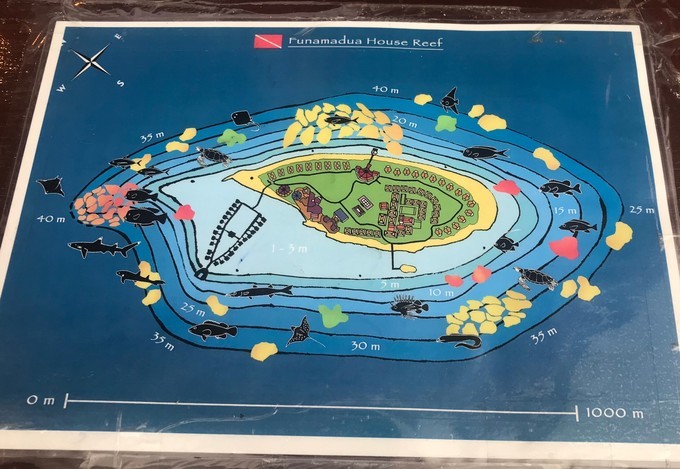 Funamadua House Reef
E
S
W
40 m
20 m
35 m
40 m
25 m
15 m
1 - 3 m
5 m
10 m
25 m
35 m
30 m
35 m
0 m
1000 m